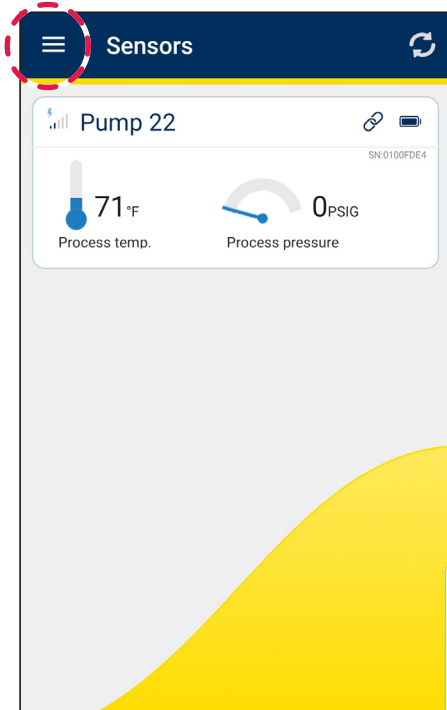 Sensors
Pump 22
SN:0100FDE4
71°F
0PSIG
Process temp.
Process pressure